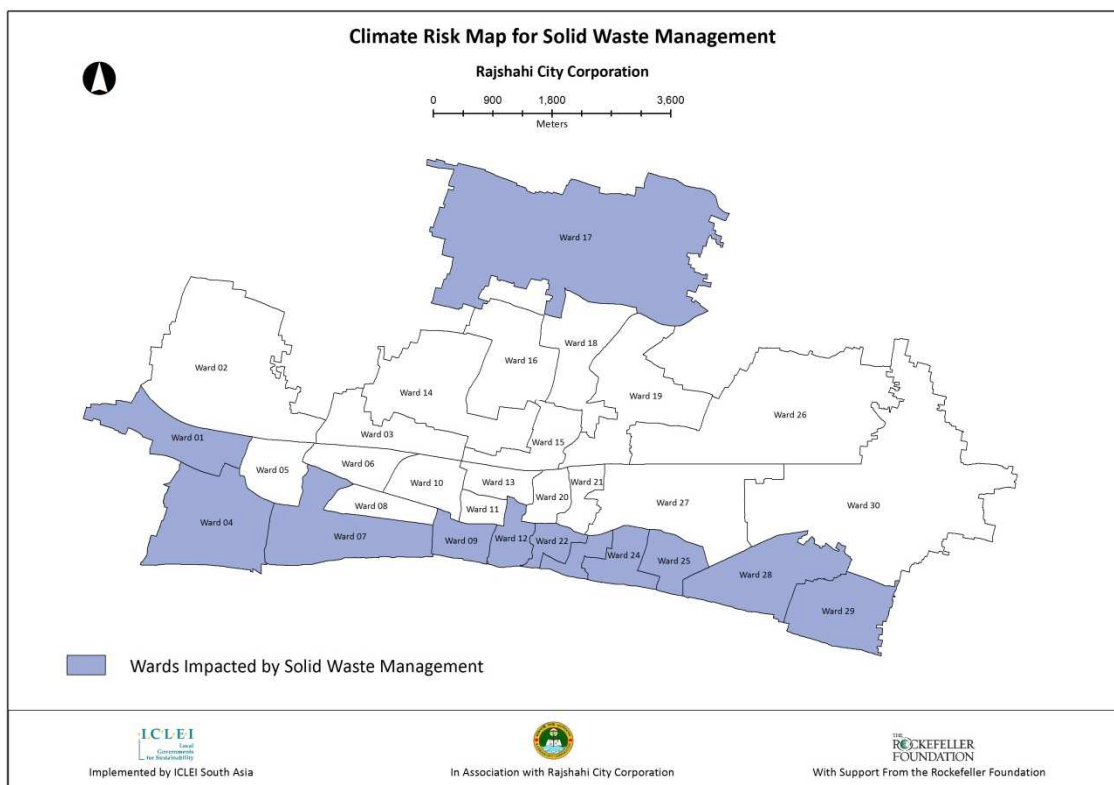 Climate Risk Map for Solid Waste Management
Rajshahi City Corporation
0 900 1,800 3,600
Meters
Ward 17
Ward 18
Ward 16
Ward 02
Ward 14
Ward 19
Ward 26
Ward 01
Ward 03
Ward 15
Ward 05
Ward 06
Ward 10
Ward 13
Ward 20
Ward 21
Ward 27
Ward 30
Ward 08
Ward 11
Ward 04
Ward 07
Ward 09
Ward 12
Ward 22
Ward 24
Ward 25
Ward 28
Ward 29
Wards Impacted by Solid Waste Management
I.C.L.E.I
Local
Governments
for Sustainability
Implemented by ICLEI South Asia
In Association with Rajshahi City Corporation
THE
ROCKEFELLER
FOUNDATION
With Support From the Rockefeller Foundation